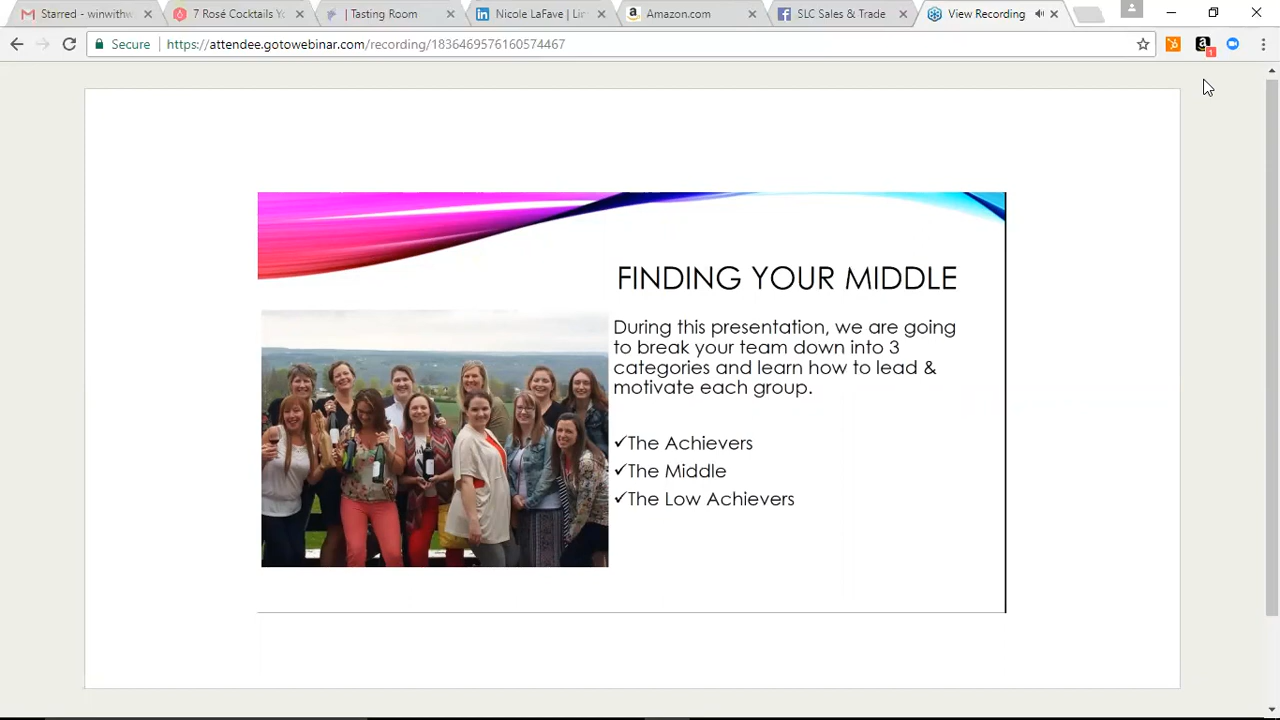 Starred - winwith
7 Rosé Cocktails Yo
| Tasting Room
Nicole LaFave | Lin
Amazon.com
SLC Sales & Trade
View Recording
Secure
https://attendee.gotowebinar.com/recording/1836469576160574467
1
FINDING YOUR MIDDLE
During this presentation, we are going
to break your team down into 3
categories and learn how to lead &
motivate each group.
✓The Achievers
✓The Middle
✓The Low Achievers